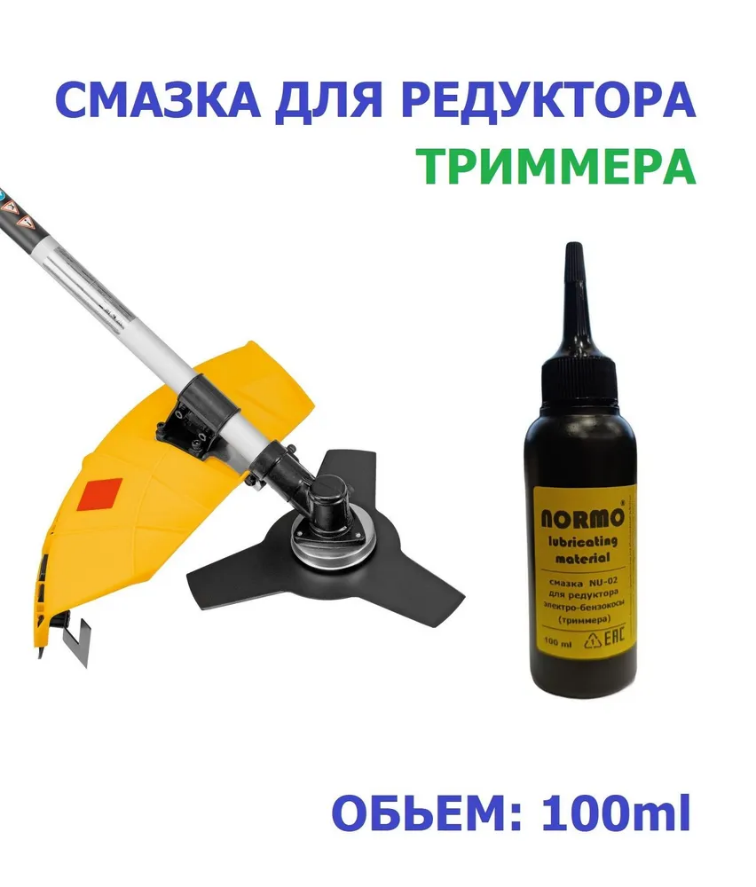 СМАЗКА ДЛЯ РЕДУКТОРА
ТРИММЕРА
NORMO®
lubricating
material
смазка NU-02
для редуктора
электро-бензокосы
(триммера)
100 ml EAC
ОБЬЕМ: 100ml